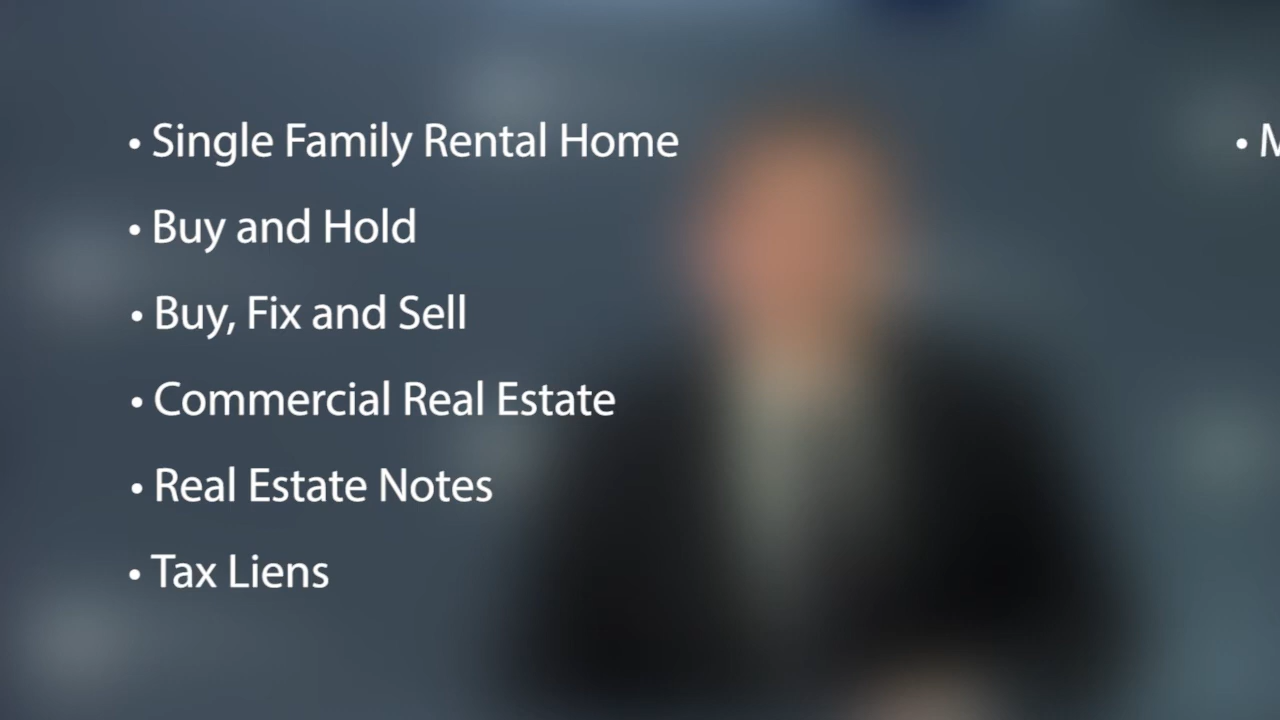 • Single Family Rental Home
• Buy and Hold
• Buy, Fix and Sell
• Commercial Real Estate
• Real Estate Notes
• Tax Liens